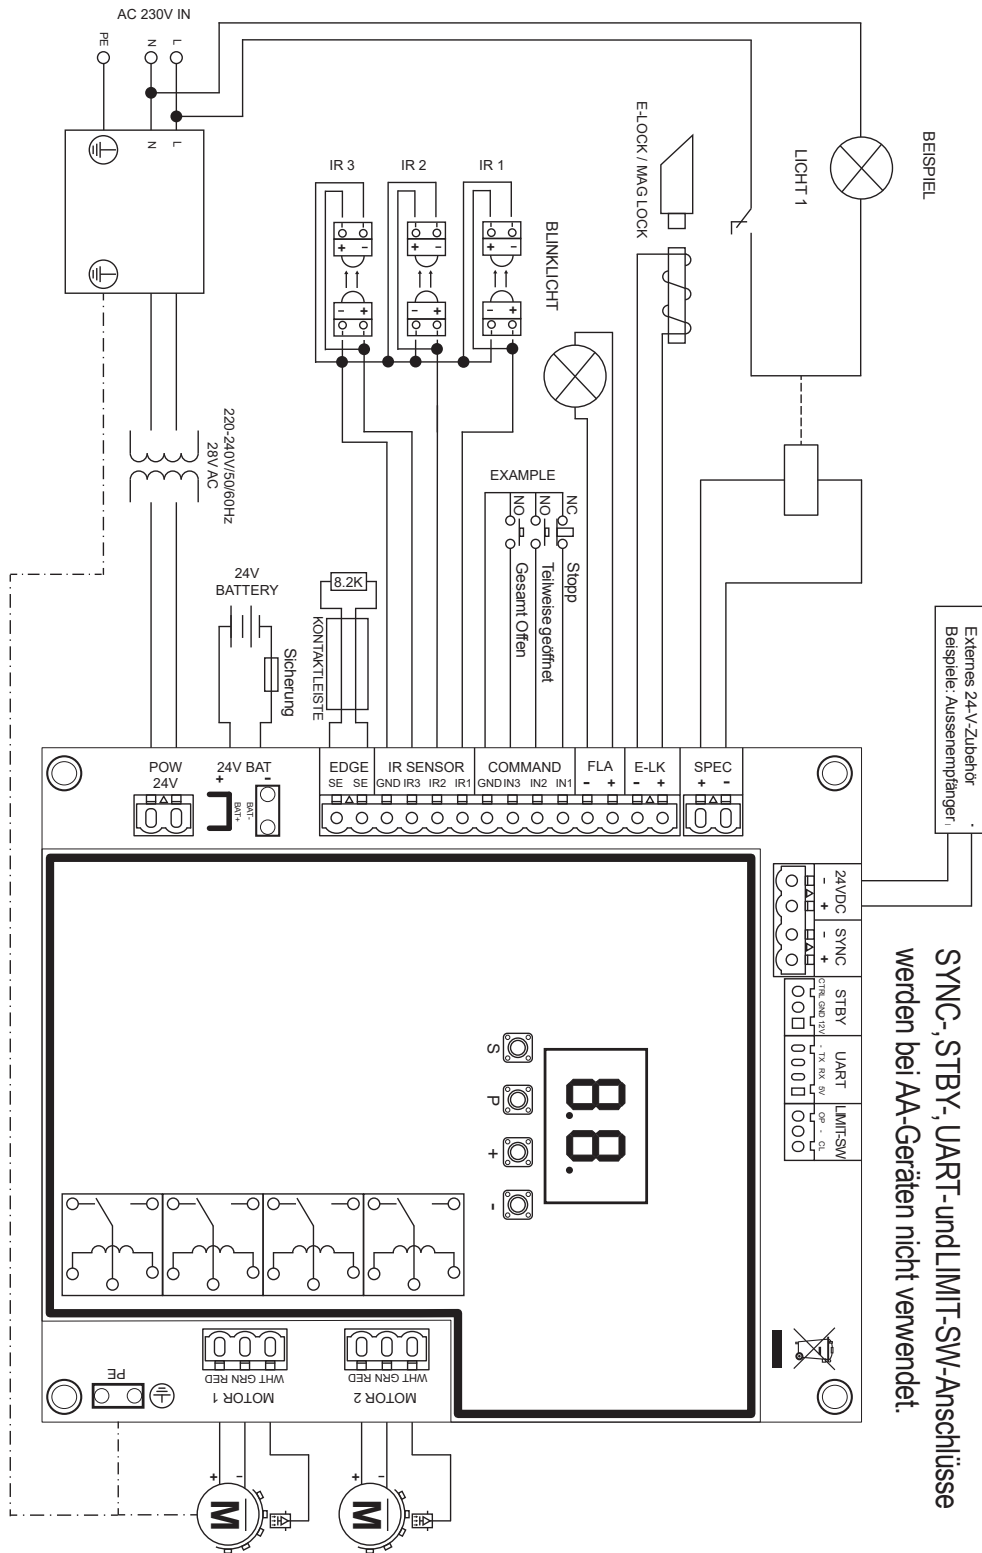 AC 230V IN
PE
N
L
N
L
BEISPIEL
LICHT 1
E-LOCK / MAG LOCK
IR 3
IR 2
IR 1
+
-
+
-
+
-
-
+
-
+
-
+
BLINKLICHT
220-240V/50/60Hz
28V AC
24V
BATTERY
Sicherung
8.2K
KONTAKTLEISTE
EXAMPLE
NO
NO
NC
Gesamt Offen
Teilweise geöffnet
Stopp
Externes 24-V-Zubehör
Beispiele: Aussenempfänger
POW
24V
24V BAT
+
-
BAT+
BAT-
EDGE
SE SE
IR SENSOR
GND IR3 IR2 IR1
COMMAND
GND IN3 IN2 IN1
FLA
- +
E-LK
- +
SPEC
+ -
24VDC
- +
SYNC
- +
STBY
CTRL GND 12V
UART
- TX RX 5V
LIMIT-SW
OP - CL
SYNC-, STBY-, UART- und LIMIT-SW-Anschlüsse
werden bei AA-Geräten nicht verwendet.
8.8.
S
P
+
-
PE
WHT GRN RED
MOTOR 1
WHT GRN RED
MOTOR 2
+
-
M
+
-
M